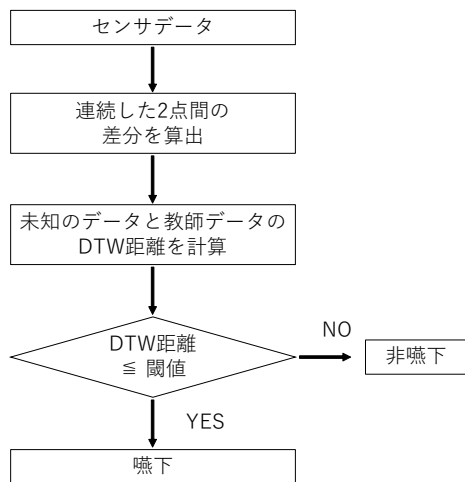 センサデータ
連続した2点間の
差分を算出
未知のデータと教師データの
DTW距離を計算
DTW距離
≦ 閾値
NO
非嚥下
YES
嚥下